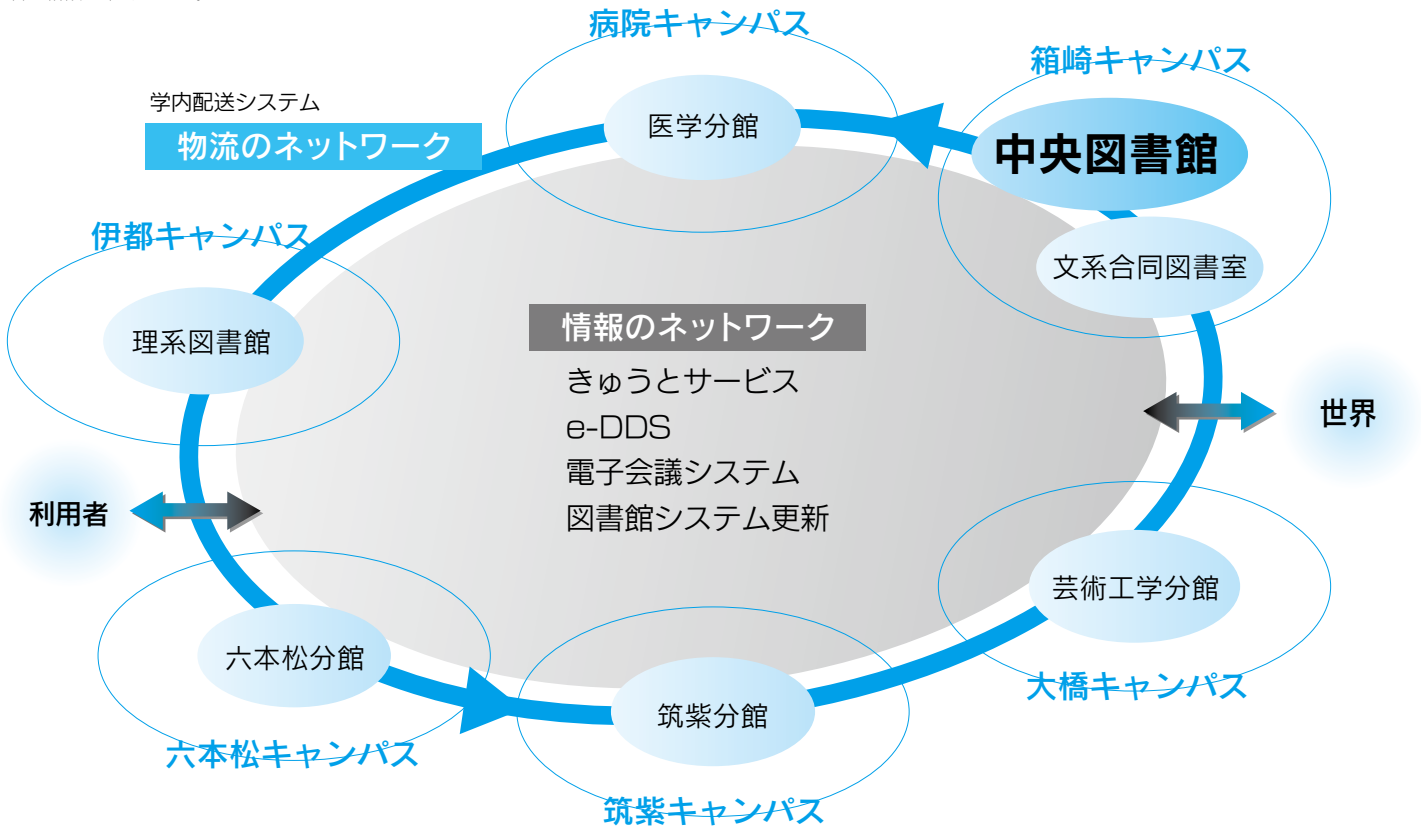 病院キャンパス
箱崎キャンパス
学内配送システム
物流のネットワーク
医学分館
中央図書館
伊都キャンパス
文系合同図書室
理系図書館
情報のネットワーク
きゅうとサービス
e-DDS
電子会議システム
図書館システム更新
世界
利用者
芸術工学分館
六本松分館
大橋キャンパス
筑紫分館
六本松キャンパス
筑紫キャンパス